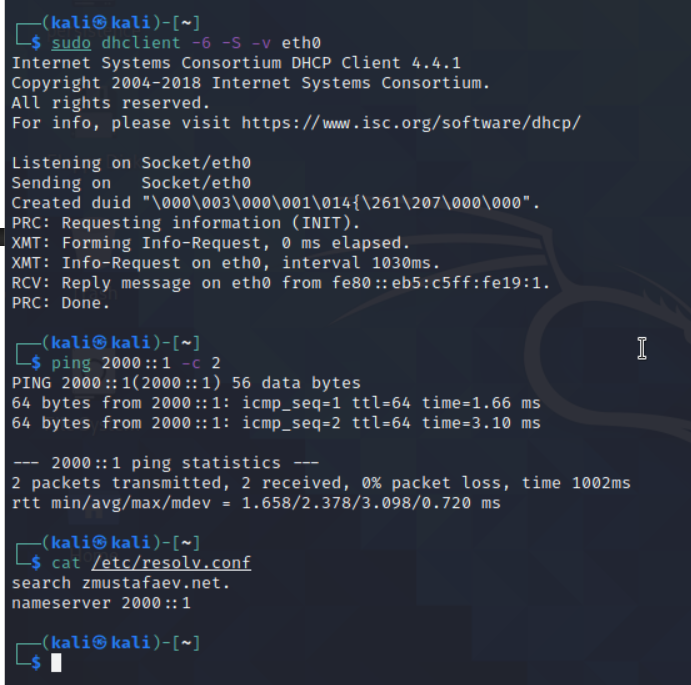 ┌──(kali㉿kali)-[~]
└─$ sudo dhclient -6 -S -v eth0
Internet Systems Consortium DHCP Client 4.4.1
Copyright 2004-2018 Internet Systems Consortium.
All rights reserved.
For info, please visit https://www.isc.org/software/dhcp/

Listening on Socket/eth0
Sending on   Socket/eth0
Created duid "\000\003\000\001\014{\261\207\000\000".
PRC: Requesting information (INIT).
XMT: Forming Info-Request, 0 ms elapsed.
XMT: Info-Request on eth0, interval 1030ms.
RCV: Reply message on eth0 from fe80::eb5:c5ff:fe19:1.
PRC: Done.

┌──(kali㉿kali)-[~]
└─$ ping 2000::1 -c 2
PING 2000::1(2000::1) 56 data bytes
64 bytes from 2000::1: icmp_seq=1 ttl=64 time=1.66 ms
64 bytes from 2000::1: icmp_seq=2 ttl=64 time=3.10 ms

--- 2000::1 ping statistics ---
2 packets transmitted, 2 received, 0% packet loss, time 1002ms
rtt min/avg/max/mdev = 1.658/2.378/3.098/0.720 ms

┌──(kali㉿kali)-[~]
└─$ cat /etc/resolv.conf
search zmustafaev.net.
nameserver 2000::1

┌──(kali㉿kali)-[~]
└─$